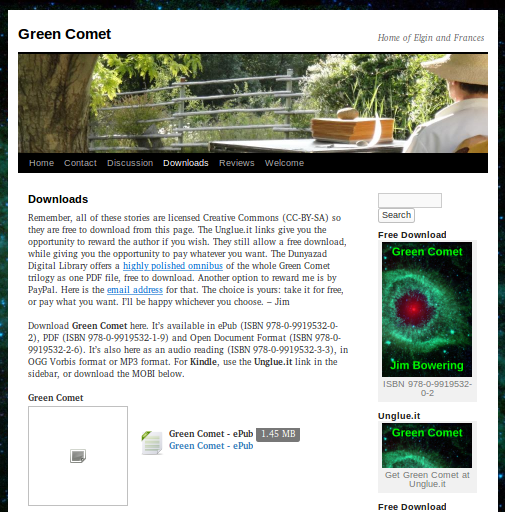 Green Comet
Home of Elgin and Frances
Home Contact Discussion Downloads Reviews Welcome
Downloads
Remember, all of these stories are licensed Creative Commons (CC-BY-SA) so
they are free to download from this page. The Unglue.it links give you the
opportunity to reward the author if you wish. They still allow a free download,
while giving you the opportunity to pay whatever you want. The Dunyazad
Digital Library offers a highly polished omnibus of the whole Green Comet
trilogy as one PDF file, free to download. Another option to reward me is by
PayPal. Here is the email address for that. The choice is yours: take it for free,
or pay what you want. I'll be happy whichever you choose. – Jim
Download Green Comet here. It's available in ePub (ISBN 978-0-9919532-0-
2), PDF (ISBN 978-0-9919532-1-9) and Open Document Format (ISBN 978-0-
9919532-2-6). It's also here as an audio reading (ISBN 978-0-9919532-3-3), in
OGG Vorbis format or MP3 format. For Kindle, use the Unglue.it link in the
sidebar, or download the MOBI below.
Green Comet
Green Comet - ePub 1.45 MB
Green Comet - ePub
Search
Free Download
Green Comet
Jim Bowering
ISBN 978-0-9919532-
0-2
Unglue.it
Green Comet
Get Green Comet at
Unglue.it
Free Download